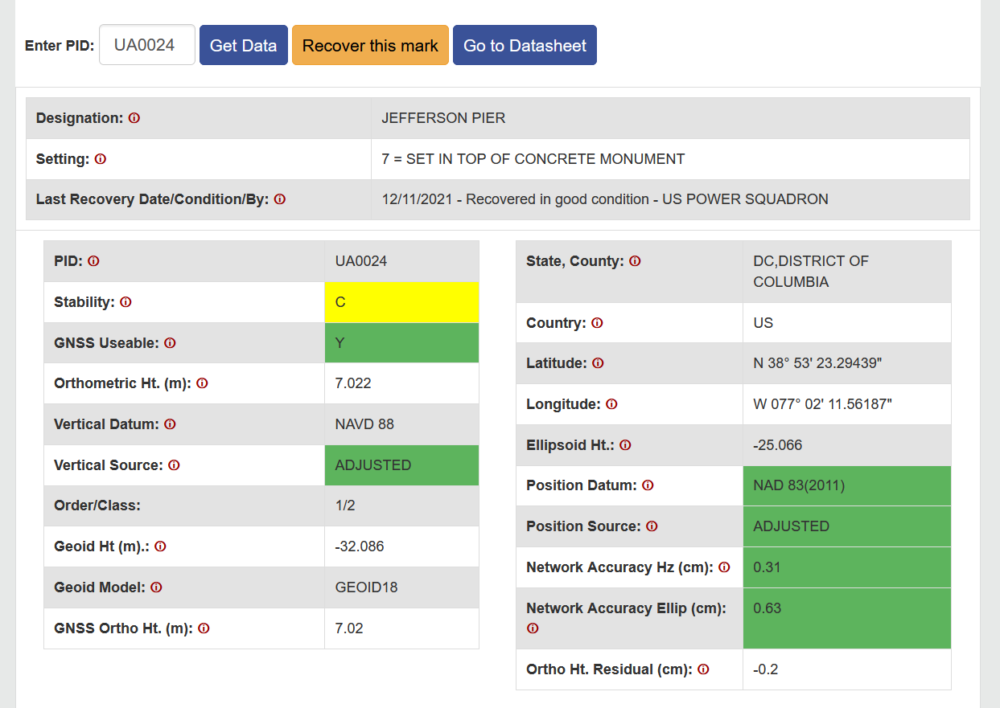 Enter PID: UA0024 Get Data Recover this mark Go to Datasheet
Designation: JEFFERSON PIER
Setting: 7 = SET IN TOP OF CONCRETE MONUMENT
Last Recovery Date/Condition/By: 12/11/2021 - Recovered in good condition - US POWER SQUADRON
PID: UA0024
Stability: C
GNSS Useable: Y
Orthometric Ht. (m): 7.022
Vertical Datum: NAVD 88
Vertical Source: ADJUSTED
Order/Class: 1/2
Geoid Ht (m).: -32.086
Geoid Model: GEOID18
GNSS Ortho Ht. (m): 7.02
State, County: DC,DISTRICT OF
COLUMBIA
Country: US
Latitude: N 38° 53' 23.29439"
Longitude: W 077° 02' 11.56187"
Ellipsoid Ht.: -25.066
Position Datum: NAD 83(2011)
Position Source: ADJUSTED
Network Accuracy Hz (cm): 0.31
Network Accuracy Ellip (cm): 0.63
Ortho Ht. Residual (cm): -0.2